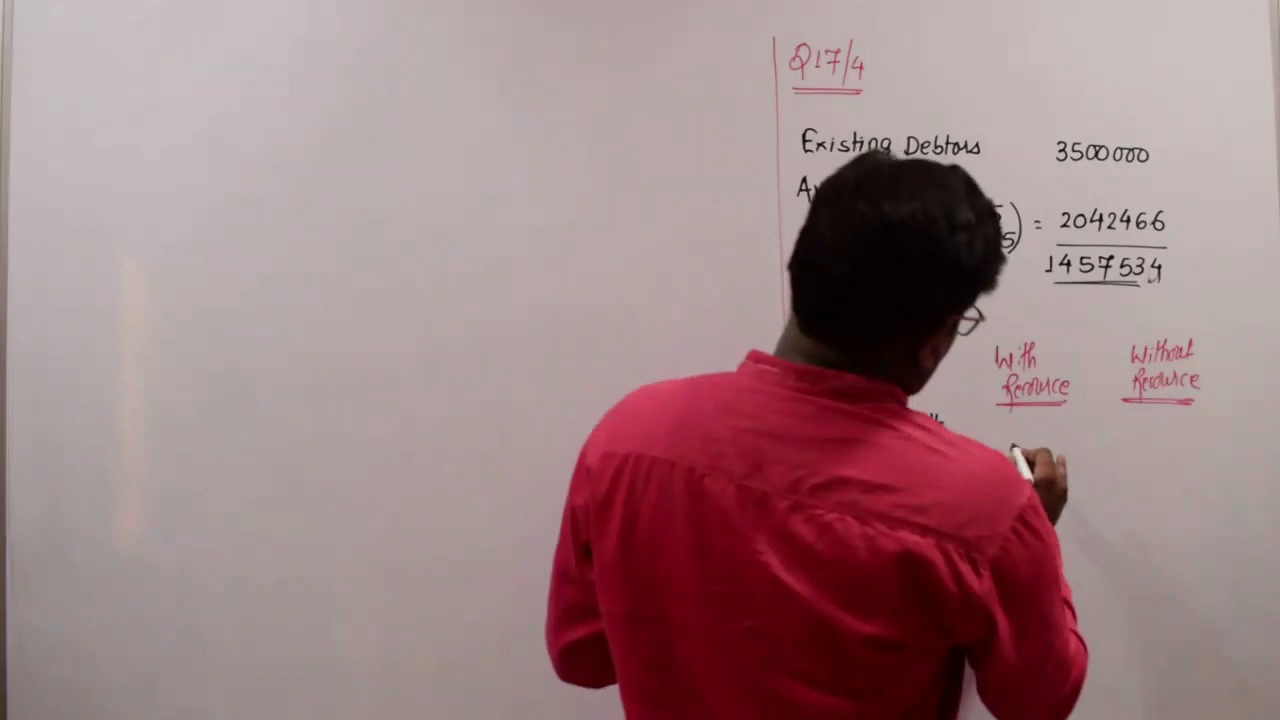 Q17/4
Existing Debtors 3500000
) = 2042466
1457534
With Recourse
Without Recourse